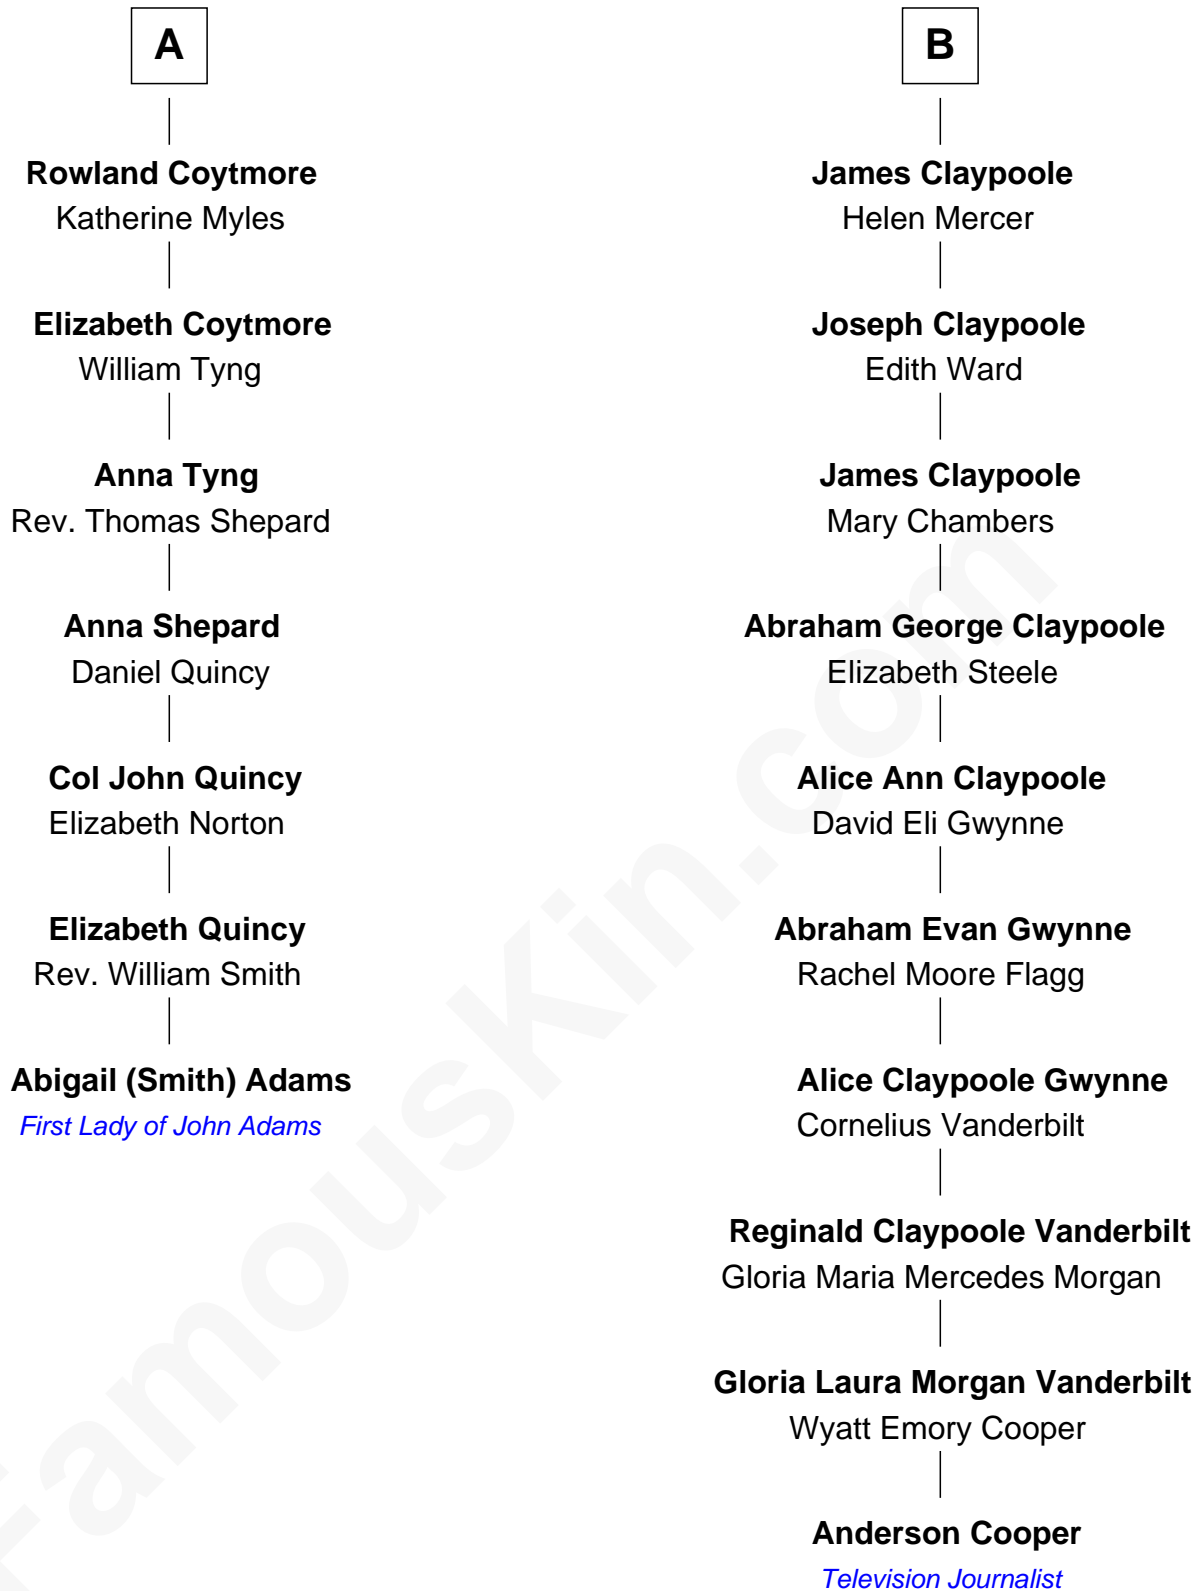 A
Rowland Coytmore
Katherine Myles
Elizabeth Coytmore
William Tyng
Anna Tyng
Rev. Thomas Shepard
Anna Shepard
Daniel Quincy
Col John Quincy
Elizabeth Norton
Elizabeth Quincy
Rev. William Smith
Abigail (Smith) Adams
First Lady of John Adams
B
James Claypoole
Helen Mercer
Joseph Claypoole
Edith Ward
James Claypoole
Mary Chambers
Abraham George Claypoole
Elizabeth Steele
Alice Ann Claypoole
David Eli Gwynne
Abraham Evan Gwynne
Rachel Moore Flagg
Alice Claypoole Gwynne
Cornelius Vanderbilt
Reginald Claypoole Vanderbilt
Gloria Maria Mercedes Morgan
Gloria Laura Morgan Vanderbilt
Wyatt Emory Cooper
Anderson Cooper
Television Journalist
FamousKin.com